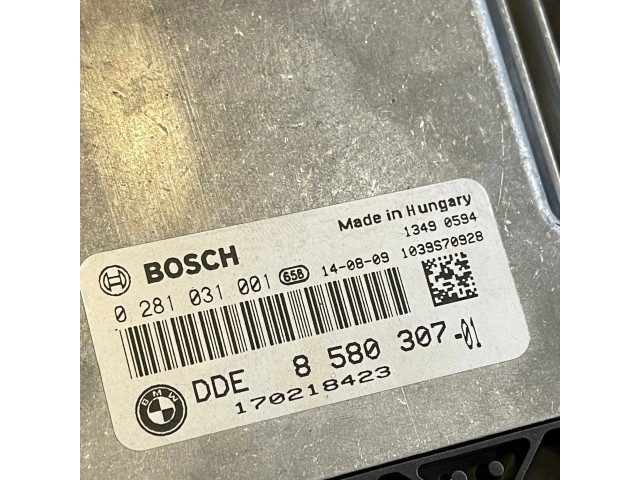 Made in Hungary
1349 0594
BOSCH
0 281 031 001 658 14-08-09 1039S70928
BMW DDE 8 580 307-01
170218423